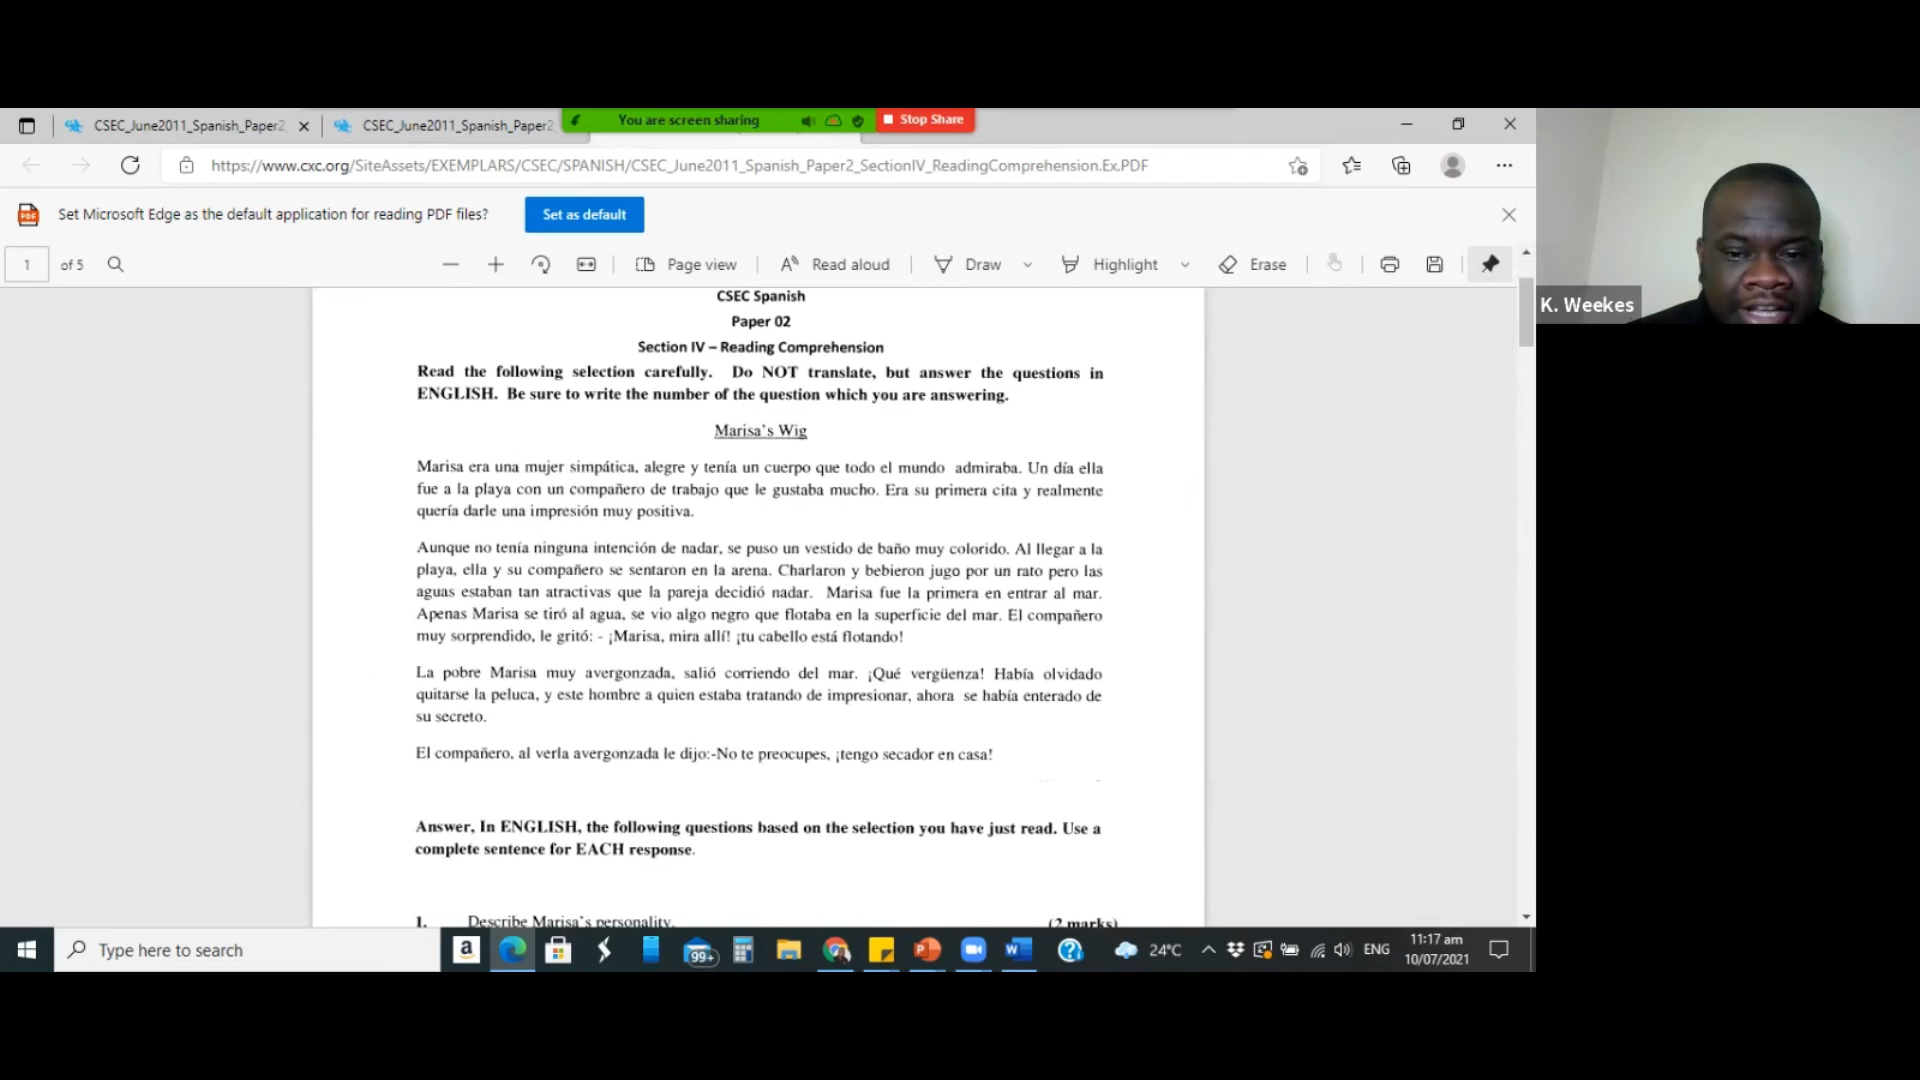 CSEC_June2011_Spanish_Paper2
CSEC_June2011_Spanish_Paper2
You are screen sharing
Stop Share
https://www.cxc.org/SiteAssets/EXEMPLARS/CSEC/SPANISH/CSEC_June2011_Spanish_Paper2_SectionIV_ReadingComprehension.Ex.PDF
PDF
Set Microsoft Edge as the default application for reading PDF files?
Set as default
1 of 5
Page view
Read aloud
Draw
Highlight
Erase
K. Weekes
CSEC Spanish
Paper 02
Section IV – Reading Comprehension
Read the following selection carefully. Do NOT translate, but answer the questions in
ENGLISH. Be sure to write the number of the question which you are answering.
Marisa's Wig
Marisa era una mujer simpática, alegre y tenía un cuerpo que todo el mundo admiraba. Un día ella
fue a la playa con un compañero de trabajo que le gustaba mucho. Era su primera cita y realmente
quería darle una impresión muy positiva.
Aunque no tenía ninguna intención de nadar, se puso un vestido de baño muy colorido. Al llegar a la
playa, ella y su compañero se sentaron en la arena. Charlaron y bebieron jugo por un rato pero las
aguas estaban tan atractivas que la pareja decidió nadar. Marisa fue la primera en entrar al mar.
Apenas Marisa se tiró al agua, se vio algo negro que flotaba en la superficie del mar. El compañero
muy sorprendido, le gritó: - ¡Marisa, mira allí! ¡tu cabello está flotando!
La pobre Marisa muy avergonzada, salió corriendo del mar. ¡Qué vergüenza! Había olvidado
quitarse la peluca, y este hombre a quien estaba tratando de impresionar, ahora se había enterado de
su secreto.
El compañero, al verla avergonzada le dijo:-No te preocupes, ¡tengo secador en casa!
Answer, In ENGLISH, the following questions based on the selection you have just read. Use a
complete sentence for EACH response.
1. Describe Marisa's personality. (2 marks)
Type here to search
99+
24°C
ENG
11:17 am
10/07/2021